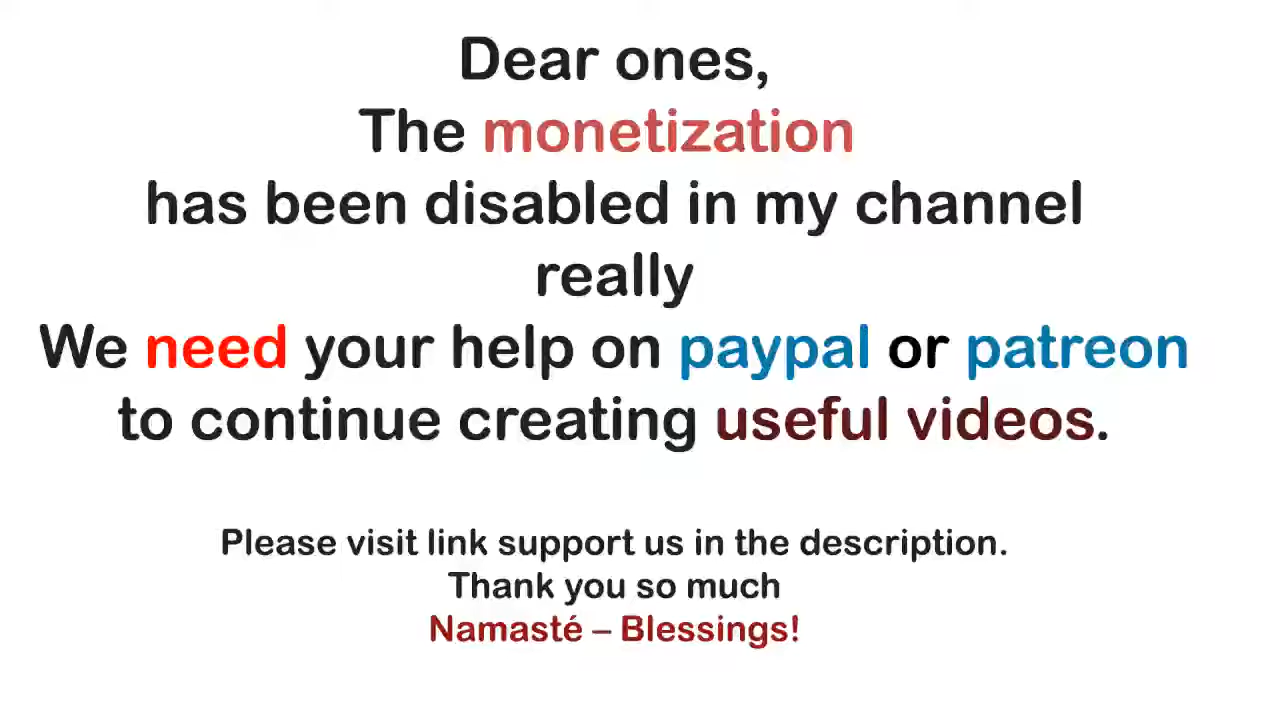 Dear ones,
The monetization
has been disabled in my channel
really
We need your help on paypal or patreon
to continue creating useful videos.
Please visit link support us in the description.
Thank you so much
Namasté – Blessings!